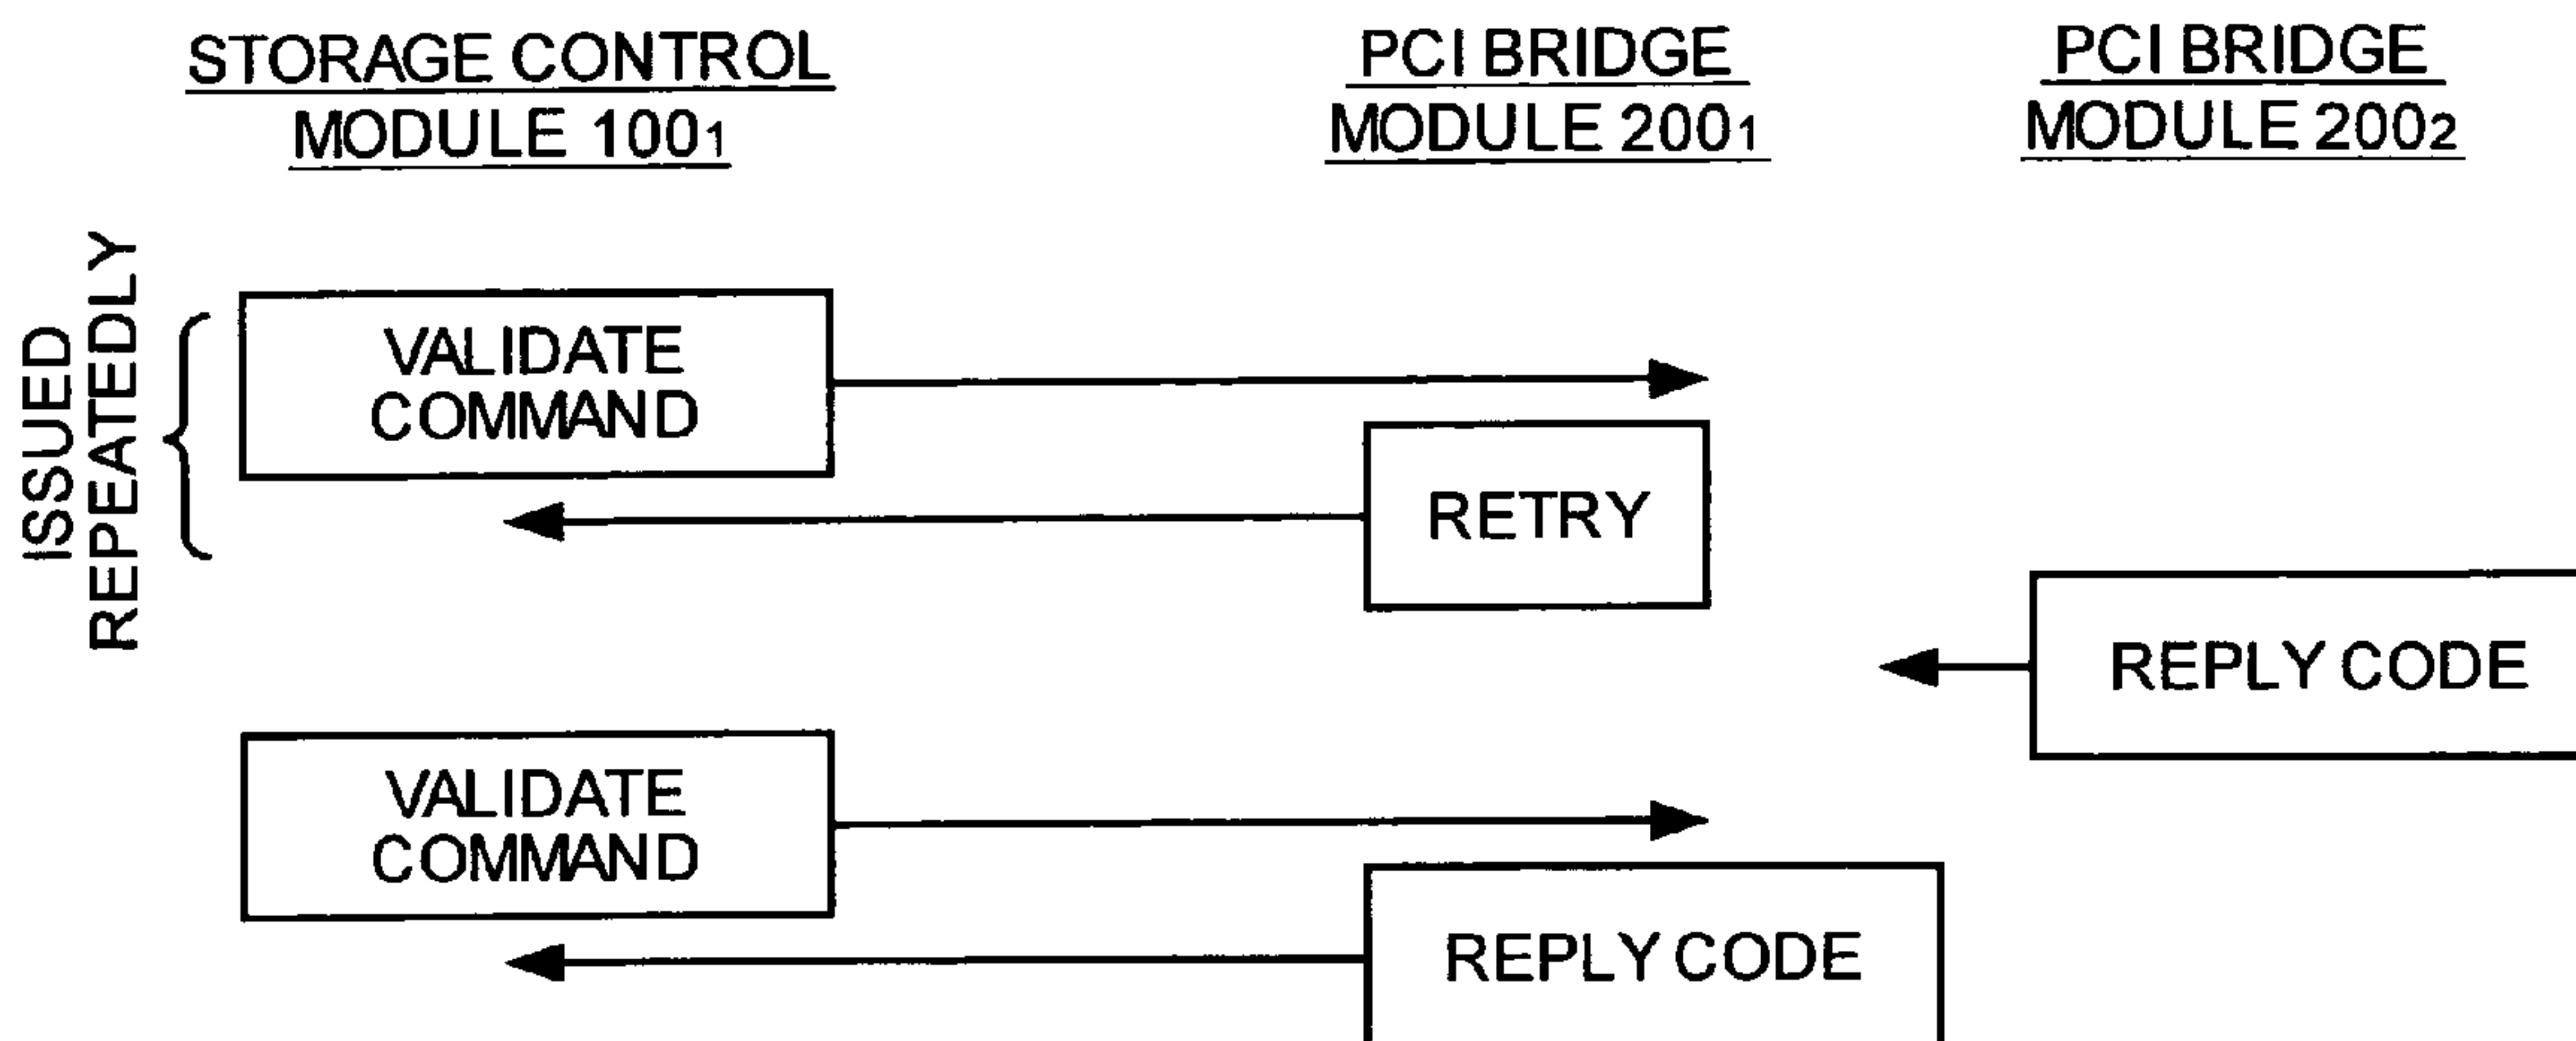 STORAGE CONTROL
MODULE 100₁
PCI BRIDGE
MODULE 200₁
PCI BRIDGE
MODULE 200₂
ISSUED
REPEATEDLY
VALIDATE
COMMAND
RETRY
REPLY CODE
VALIDATE
COMMAND
REPLY CODE